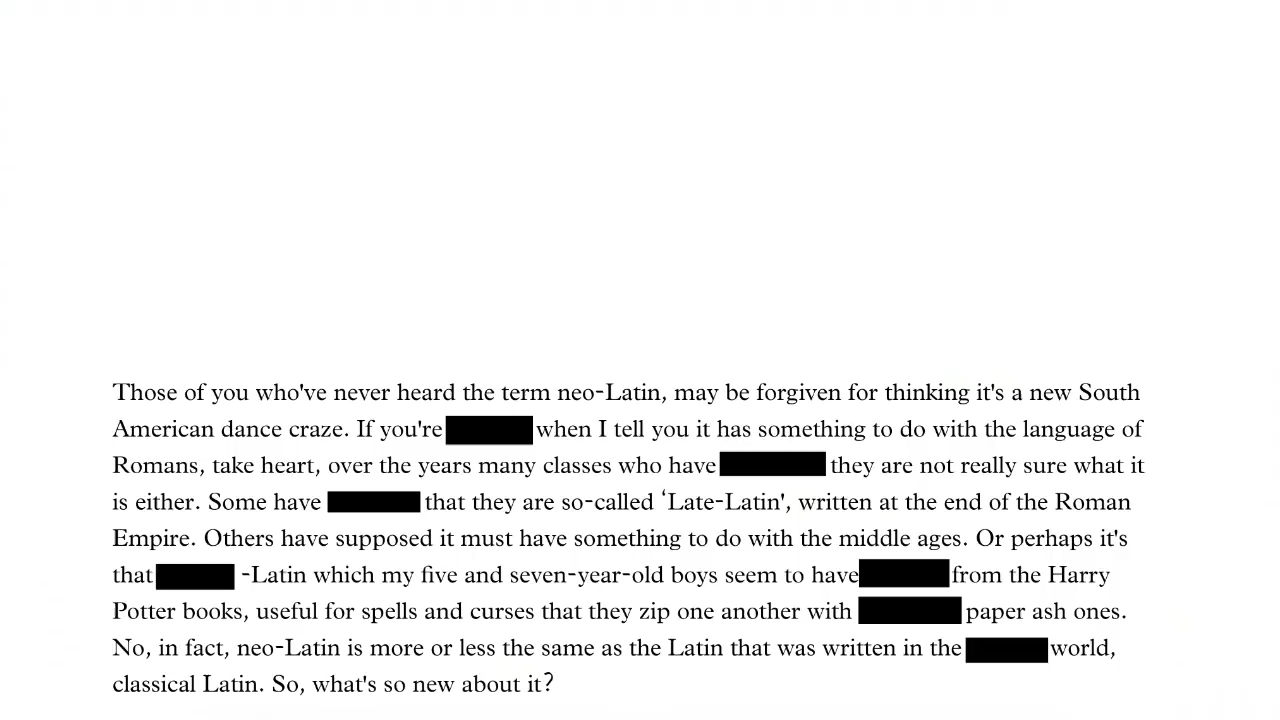 Those of you who've never heard the term neo-Latin, may be forgiven for thinking it's a new South
American dance craze. If you're when I tell you it has something to do with the language of
Romans, take heart, over the years many classes who have they are not really sure what it
is either. Some have that they are so-called ‘Late-Latin', written at the end of the Roman
Empire. Others have supposed it must have something to do with the middle ages. Or perhaps it's
that -Latin which my five and seven-year-old boys seem to have from the Harry
Potter books, useful for spells and curses that they zip one another with paper ash ones.
No, in fact, neo-Latin is more or less the same as the Latin that was written in the world,
classical Latin. So, what's so new about it?